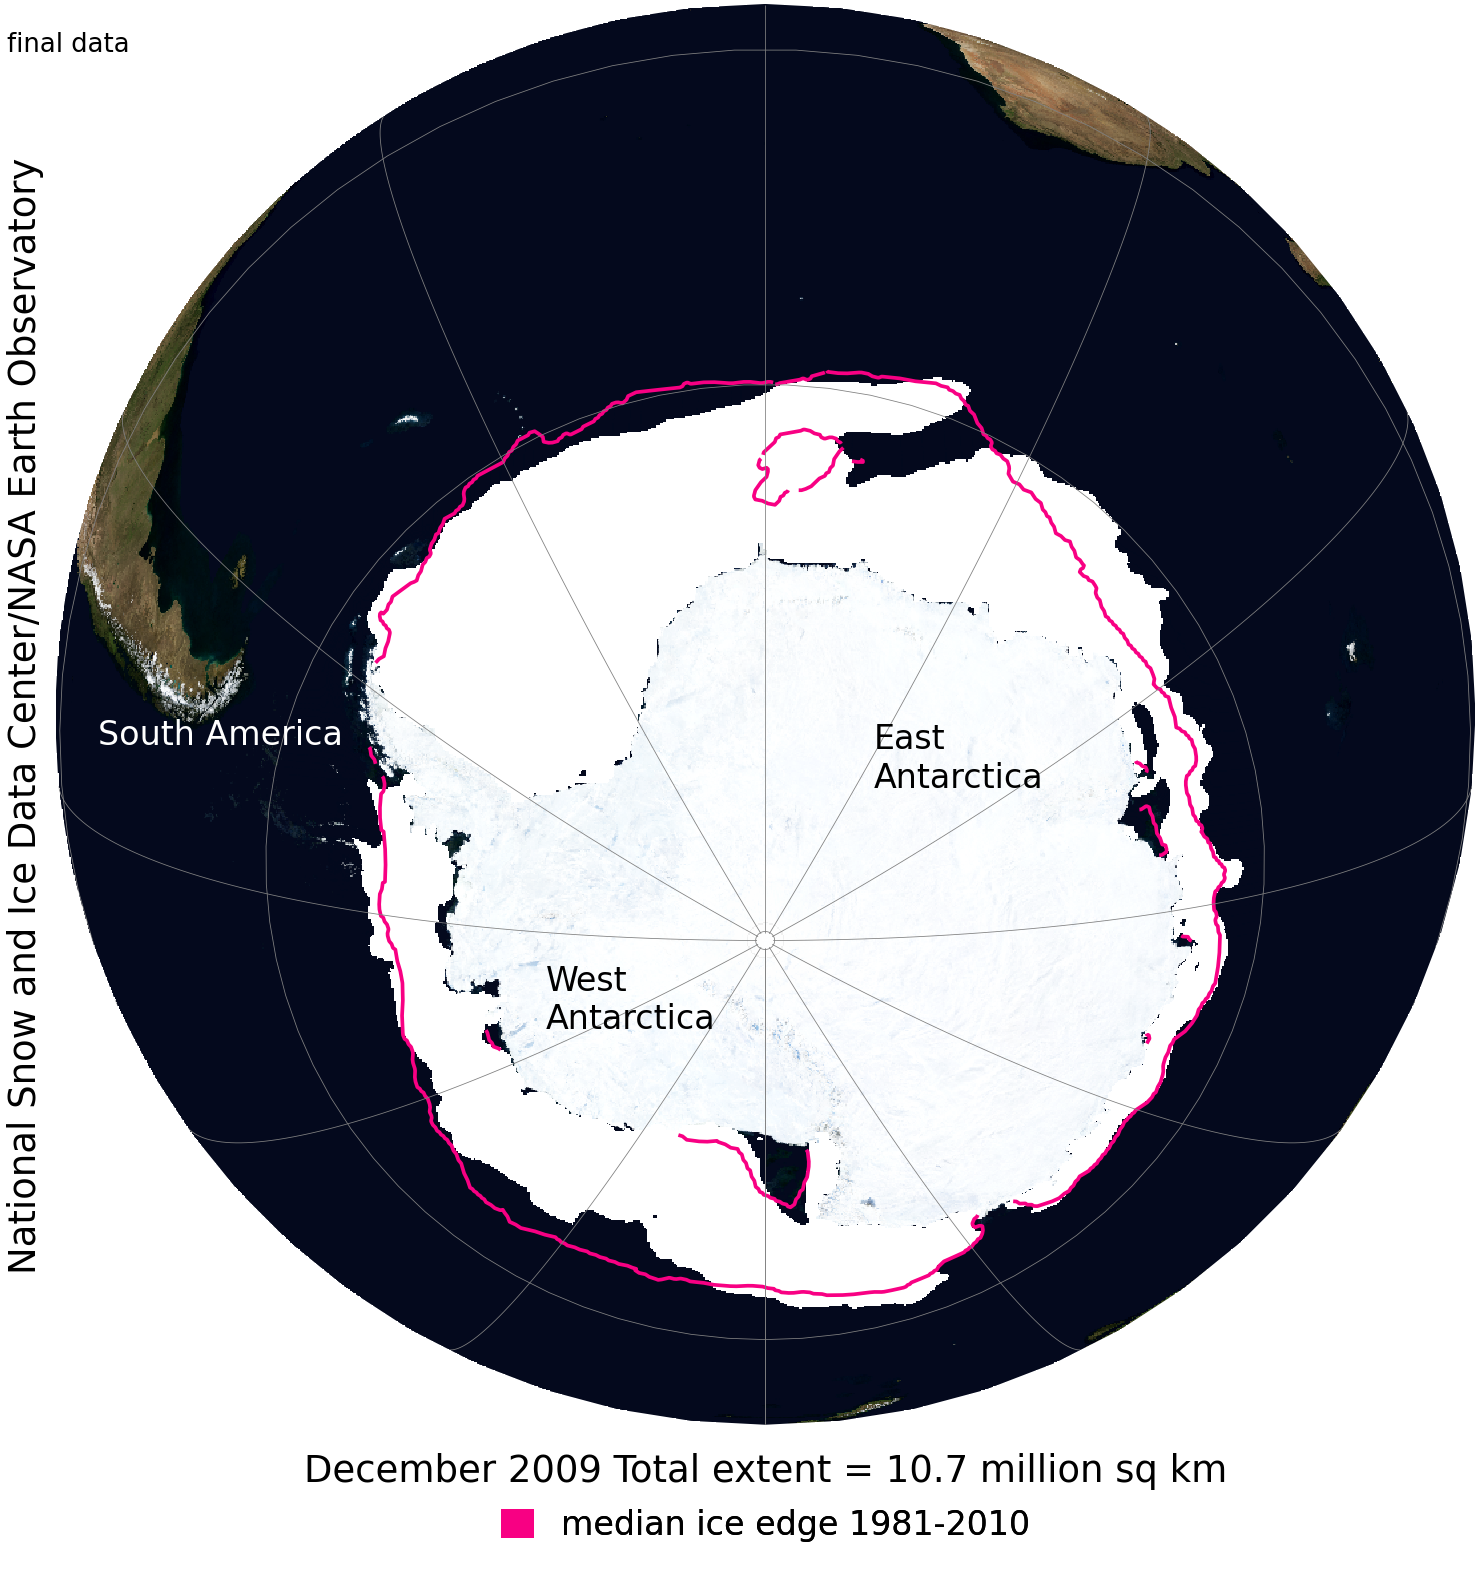 final data
National Snow and Ice Data Center/NASA Earth Observatory
South America
East
Antarctica
West
Antarctica
December 2009 Total extent = 10.7 million sq km
median ice edge 1981-2010